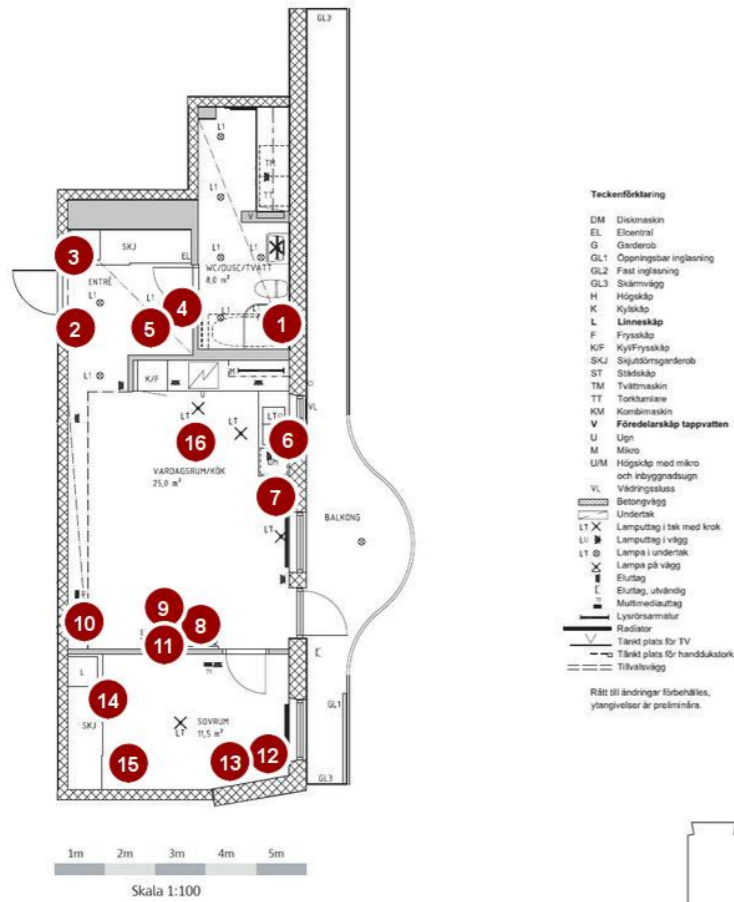 GL3
L1
TM
TT
L1
V
SKJ
EL
L1
L1
WC/DUSC/TVÄTT
8,0 m²
3
ENTRÉ
L1
L1
4
2
5
L1
1
L1
K/F
U
VL
LT
LT
LT
16
6
DM
VARDAGSRUM/KÖK
25,0 m²
7
LT
BALKONG
9
10
8
11
L
14
SKJ
LT
SOVRUM
11,5 m²
GL1
15
13
12
GL3
1m 2m 3m 4m 5m
Skala 1:100
Teckenförklaring
DM Diskmaskin
EL Elcentral
G Garderob
GL1 Öppningsbar inglasning
GL2 Fast inglasning
GL3 Skärmvägg
H Högskåp
K Kylskåp
L Linneskåp
F Frysskåp
K/F Kyl/Frysskåp
SKJ Skjutdörrsgarderob
ST Städskåp
TM Tvättmaskin
TT Torktumlare
KM Kombimaskin
V Fördelarskåp tappvatten
U Ugn
M Mikro
U/M Högskåp med mikro
och inbyggnadsugn
VL Vädringssluss
Betongvägg
Undertak
LT Lamputtag i tak med krok
LU Lamputtag i vägg
LT Lampa i undertak
Lampa på vägg
Eluttag
Eluttag, utvändig
Multimediauttag
Lysrörsarmatur
Radiator
Tänkt plats för TV
Tänkt plats för handdukstork
Tillvalsvägg
Rätt till ändringar förbehålles,
ytangivelser är preliminära.